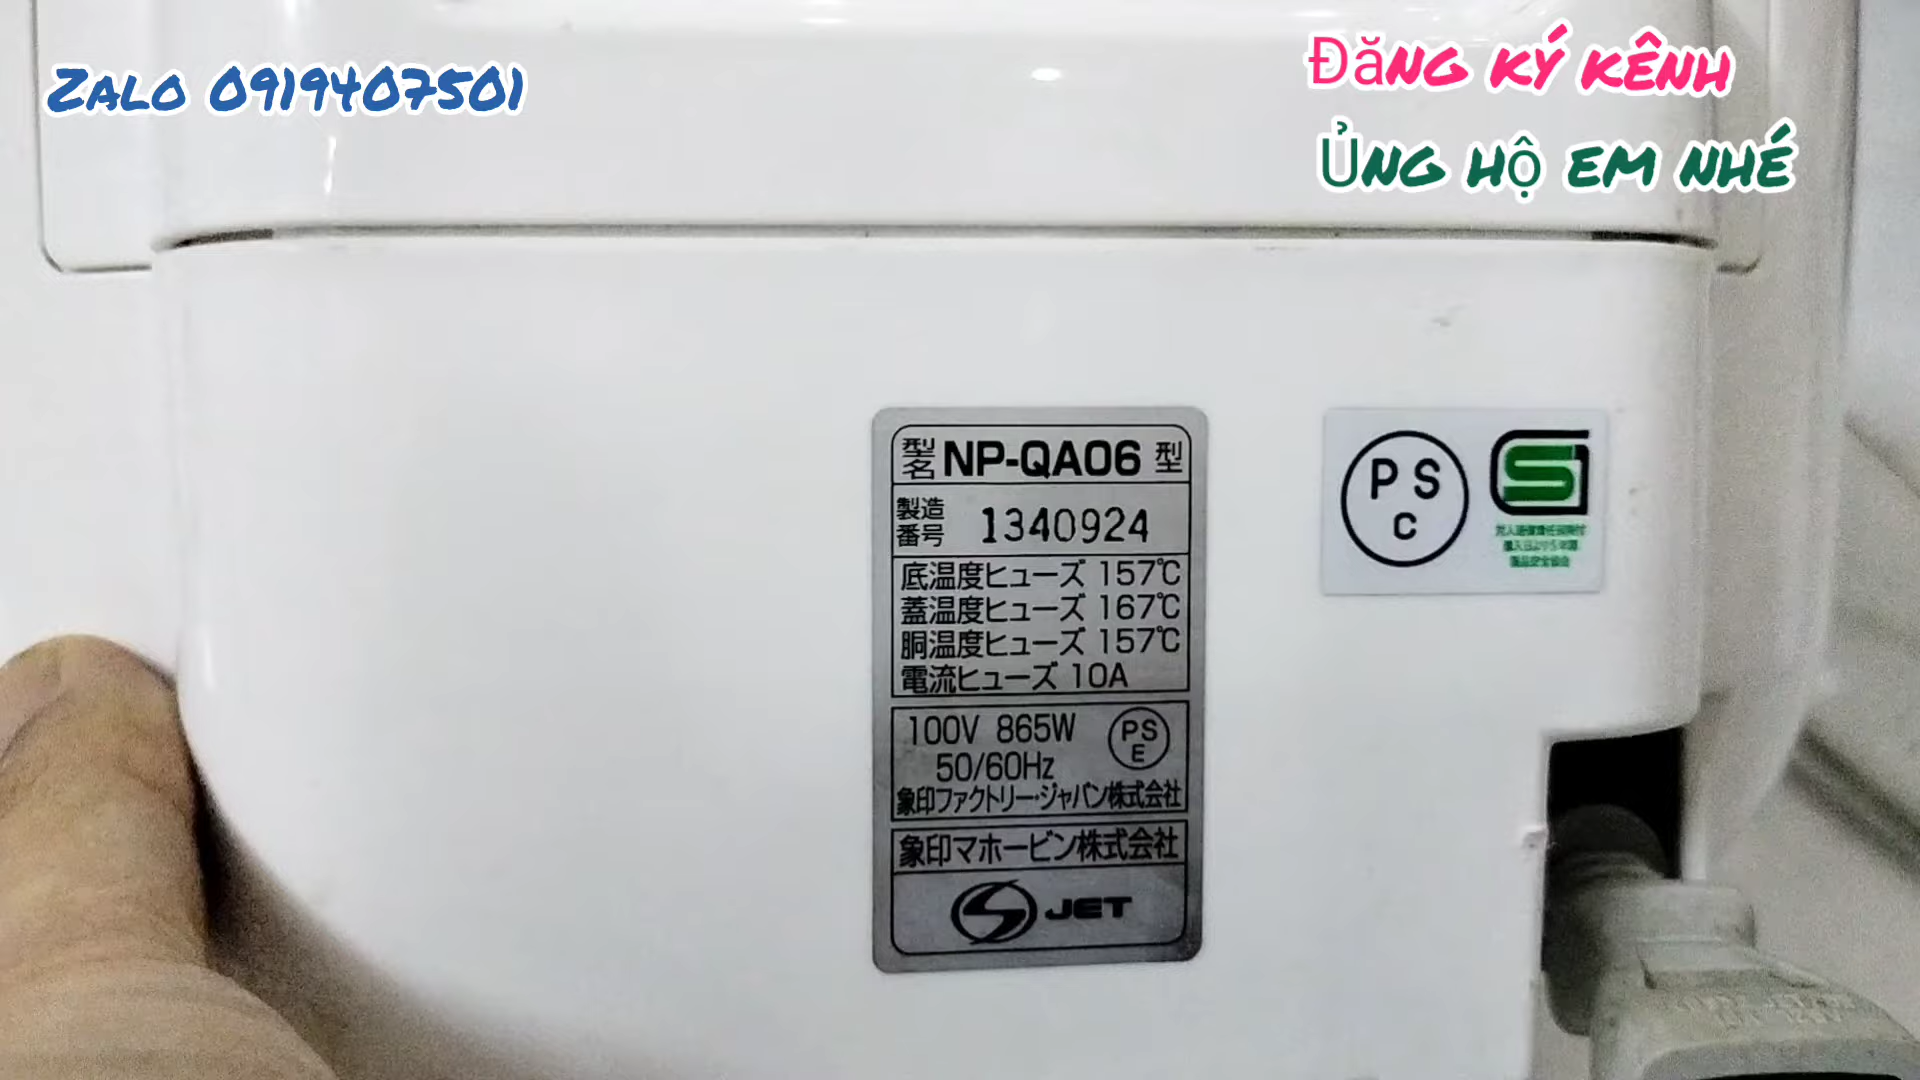 Zalo 0919407501
Đăng ký kênh
Ủng hộ em nhé
型名 NP-QA06 型
製造番号 1340924
底温度ヒューズ 157℃
蓋温度ヒューズ 167℃
胴温度ヒューズ 157℃
電流ヒューズ 10A
100V 865W
50/60Hz
PS
E
象印ファクトリー・ジャパン株式会社
象印マホービン株式会社
JET
PS
C